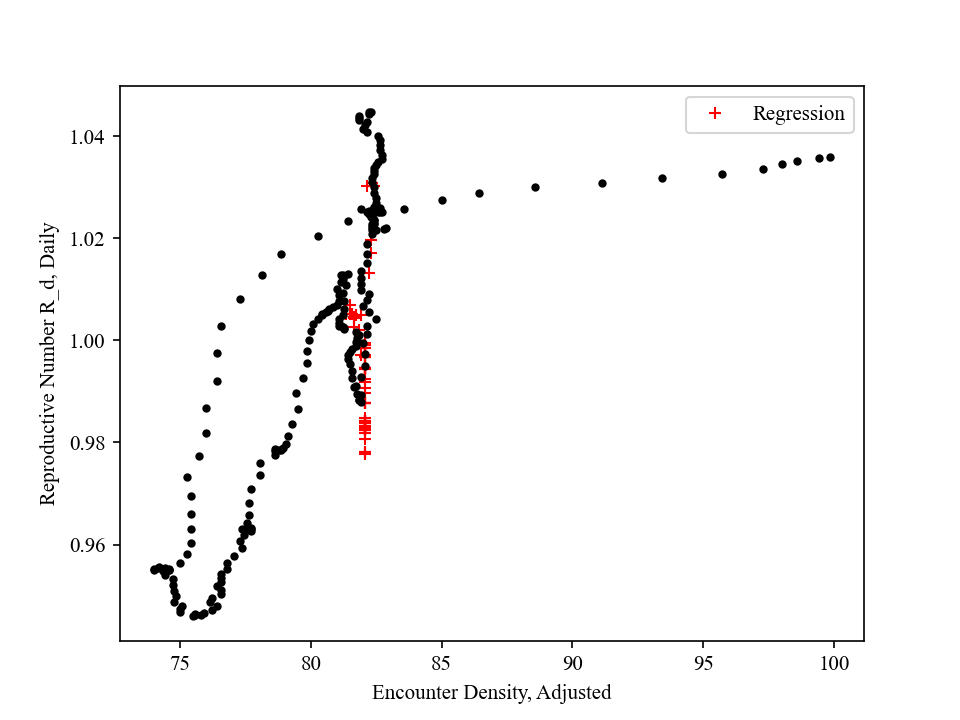 Regression
1.04
1.02
1.00
0.98
0.96
Reproductive Number R_d, Daily
75 80 85 90 95 100
Encounter Density, Adjusted